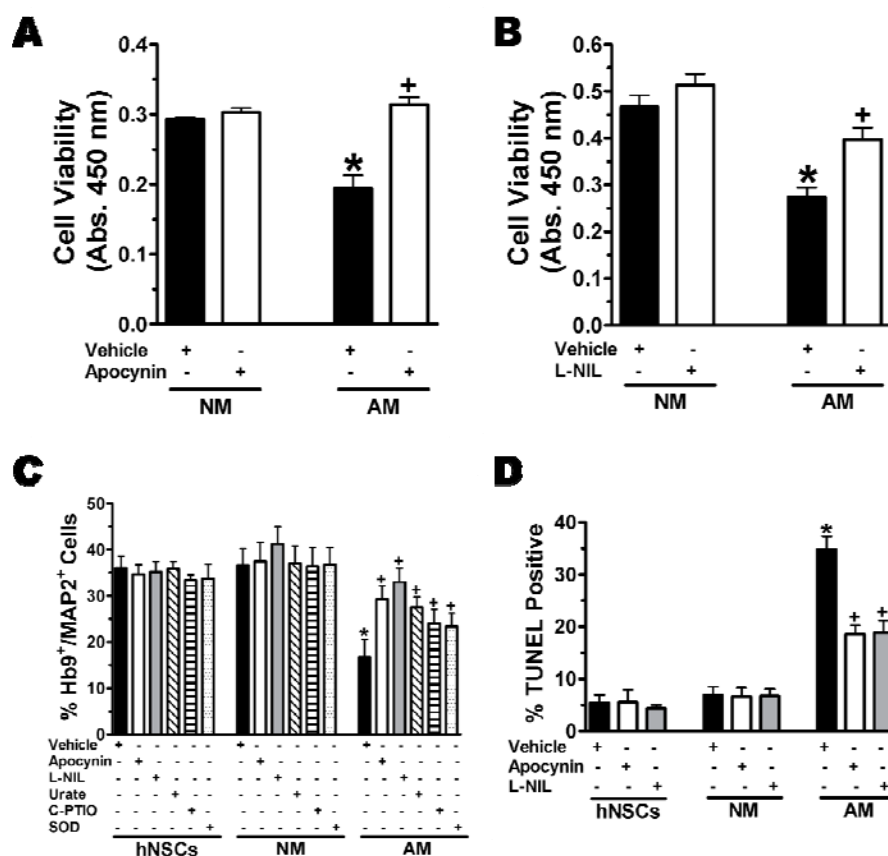 A
Cell Viability
(Abs. 450 nm)
0.4
0.3
0.2
0.1
0.0
*
+
Vehicle + - + -
Apocynin - + - +
NM AM
B
Cell Viability
(Abs. 450 nm)
0.6
0.5
0.4
0.3
0.2
0.1
0.0
*
+
Vehicle + - + -
L-NIL - + - +
NM AM
C
% Hb9+/MAP2+ Cells
50
40
30
20
10
0
* + + + + +
Vehicle + - - - - - + - - - - - + - - - - -
Apocynin - + - - - - - + - - - - - + - - - -
L-NIL - - + - - - - - + - - - - - + - - -
Urate - - - + - - - - - + - - - - - + - -
C-PTIO - - - - + - - - - - + - - - - - + -
SOD - - - - - + - - - - - + - - - - - +
hNSCs NM AM
D
% TUNEL Positive
40
30
20
10
0
* + +
Vehicle + - - + - - + - -
Apocynin - + - - + - - + -
L-NIL - - + - - + - - +
hNSCs NM AM